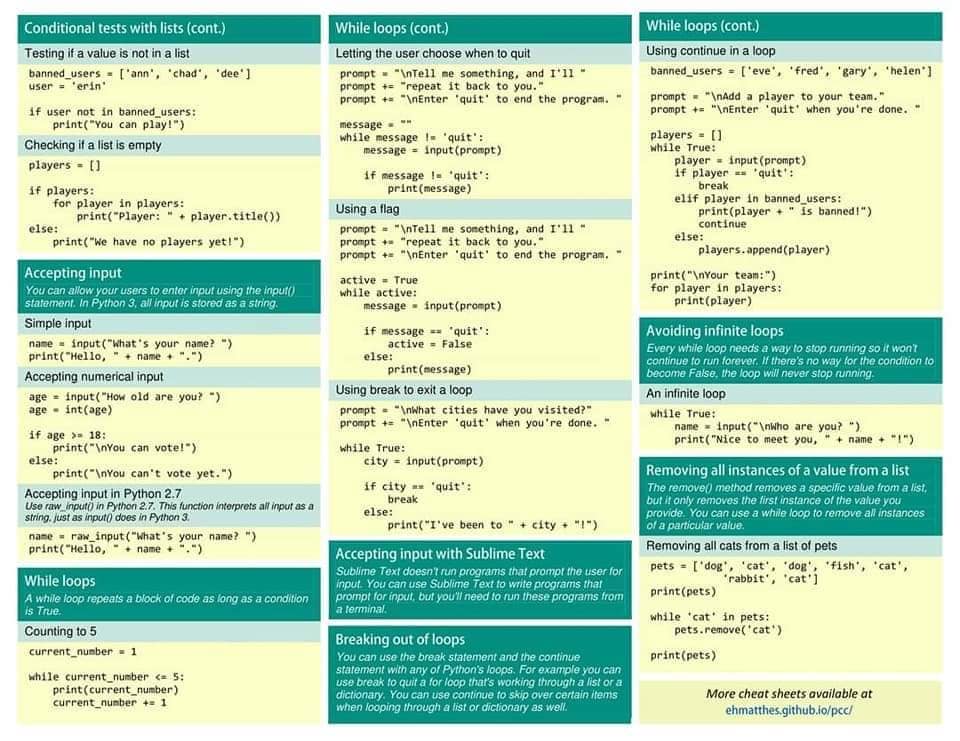 Conditional tests with lists (cont.)
Testing if a value is not in a list
banned_users = ['ann', 'chad', 'dee']
user = 'erin'

if user not in banned_users:
    print("You can play!")
Checking if a list is empty
players = []

if players:
    for player in players:
        print("Player: " + player.title())
else:
    print("We have no players yet!")
Accepting input
You can allow your users to enter input using the input()
statement. In Python 3, all input is stored as a string.
Simple input
name = input("What's your name? ")
print("Hello, " + name + ".")
Accepting numerical input
age = input("How old are you? ")
age = int(age)

if age >= 18:
    print("\nYou can vote!")
else:
    print("\nYou can't vote yet.")
Accepting input in Python 2.7
Use raw_input() in Python 2.7. This function interprets all input as a
string, just as input() does in Python 3.
name = raw_input("What's your name? ")
print("Hello, " + name + ".")
While loops
A while loop repeats a block of code as long as a condition
is True.
Counting to 5
current_number = 1

while current_number <= 5:
    print(current_number)
    current_number += 1
While loops (cont.)
Letting the user choose when to quit
prompt = "\nTell me something, and I'll "
prompt += "repeat it back to you."
prompt += "\nEnter 'quit' to end the program. "

message = ""
while message != 'quit':
    message = input(prompt)

    if message != 'quit':
        print(message)
Using a flag
prompt = "\nTell me something, and I'll "
prompt += "repeat it back to you."
prompt += "\nEnter 'quit' to end the program. "

active = True
while active:
    message = input(prompt)

    if message == 'quit':
        active = False
    else:
        print(message)
Using break to exit a loop
prompt = "\nWhat cities have you visited?"
prompt += "\nEnter 'quit' when you're done. "

while True:
    city = input(prompt)

    if city == 'quit':
        break
    else:
        print("I've been to " + city + "!")
Accepting input with Sublime Text
Sublime Text doesn't run programs that prompt the user for
input. You can use Sublime Text to write programs that
prompt for input, but you'll need to run these programs from
a terminal.
Breaking out of loops
You can use the break statement and the continue
statement with any of Python's loops. For example you can
use break to quit a for loop that's working through a list or a
dictionary. You can use continue to skip over certain items
when looping through a list or dictionary as well.
While loops (cont.)
Using continue in a loop
banned_users = ['eve', 'fred', 'gary', 'helen']

prompt = "\nAdd a player to your team."
prompt += "\nEnter 'quit' when you're done. "

players = []
while True:
    player = input(prompt)
    if player == 'quit':
        break
    elif player in banned_users:
        print(player + " is banned!")
        continue
    else:
        players.append(player)

print("\nYour team:")
for player in players:
    print(player)
Avoiding infinite loops
Every while loop needs a way to stop running so it won't
continue to run forever. If there's no way for the condition to
become False, the loop will never stop running.
An infinite loop
while True:
    name = input("\nWho are you? ")
    print("Nice to meet you, " + name + "!")
Removing all instances of a value from a list
The remove() method removes a specific value from a list,
but it only removes the first instance of the value you
provide. You can use a while loop to remove all instances
of a particular value.
Removing all cats from a list of pets
pets = ['dog', 'cat', 'dog', 'fish', 'cat',
        'rabbit', 'cat']
print(pets)

while 'cat' in pets:
    pets.remove('cat')

print(pets)
More cheat sheets available at
ehmatthes.github.io/pcc/